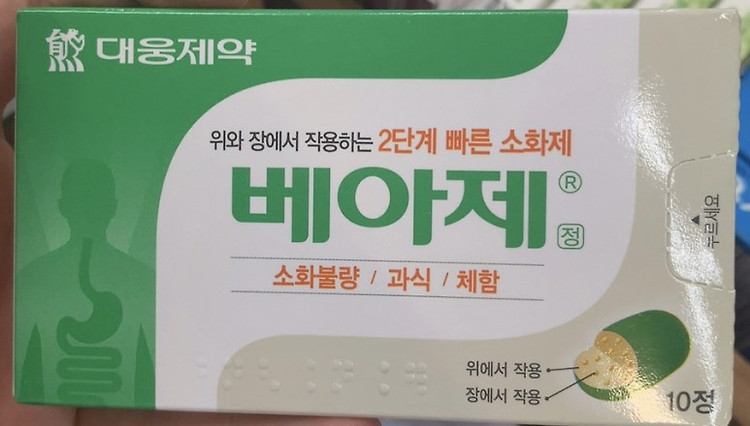 대웅제약
위와 장에서 작용하는 2단계 빠른 소화제
베아제®
정
소화불량 / 과식 / 체함
누르세요
위에서 작용
장에서 작용
10정